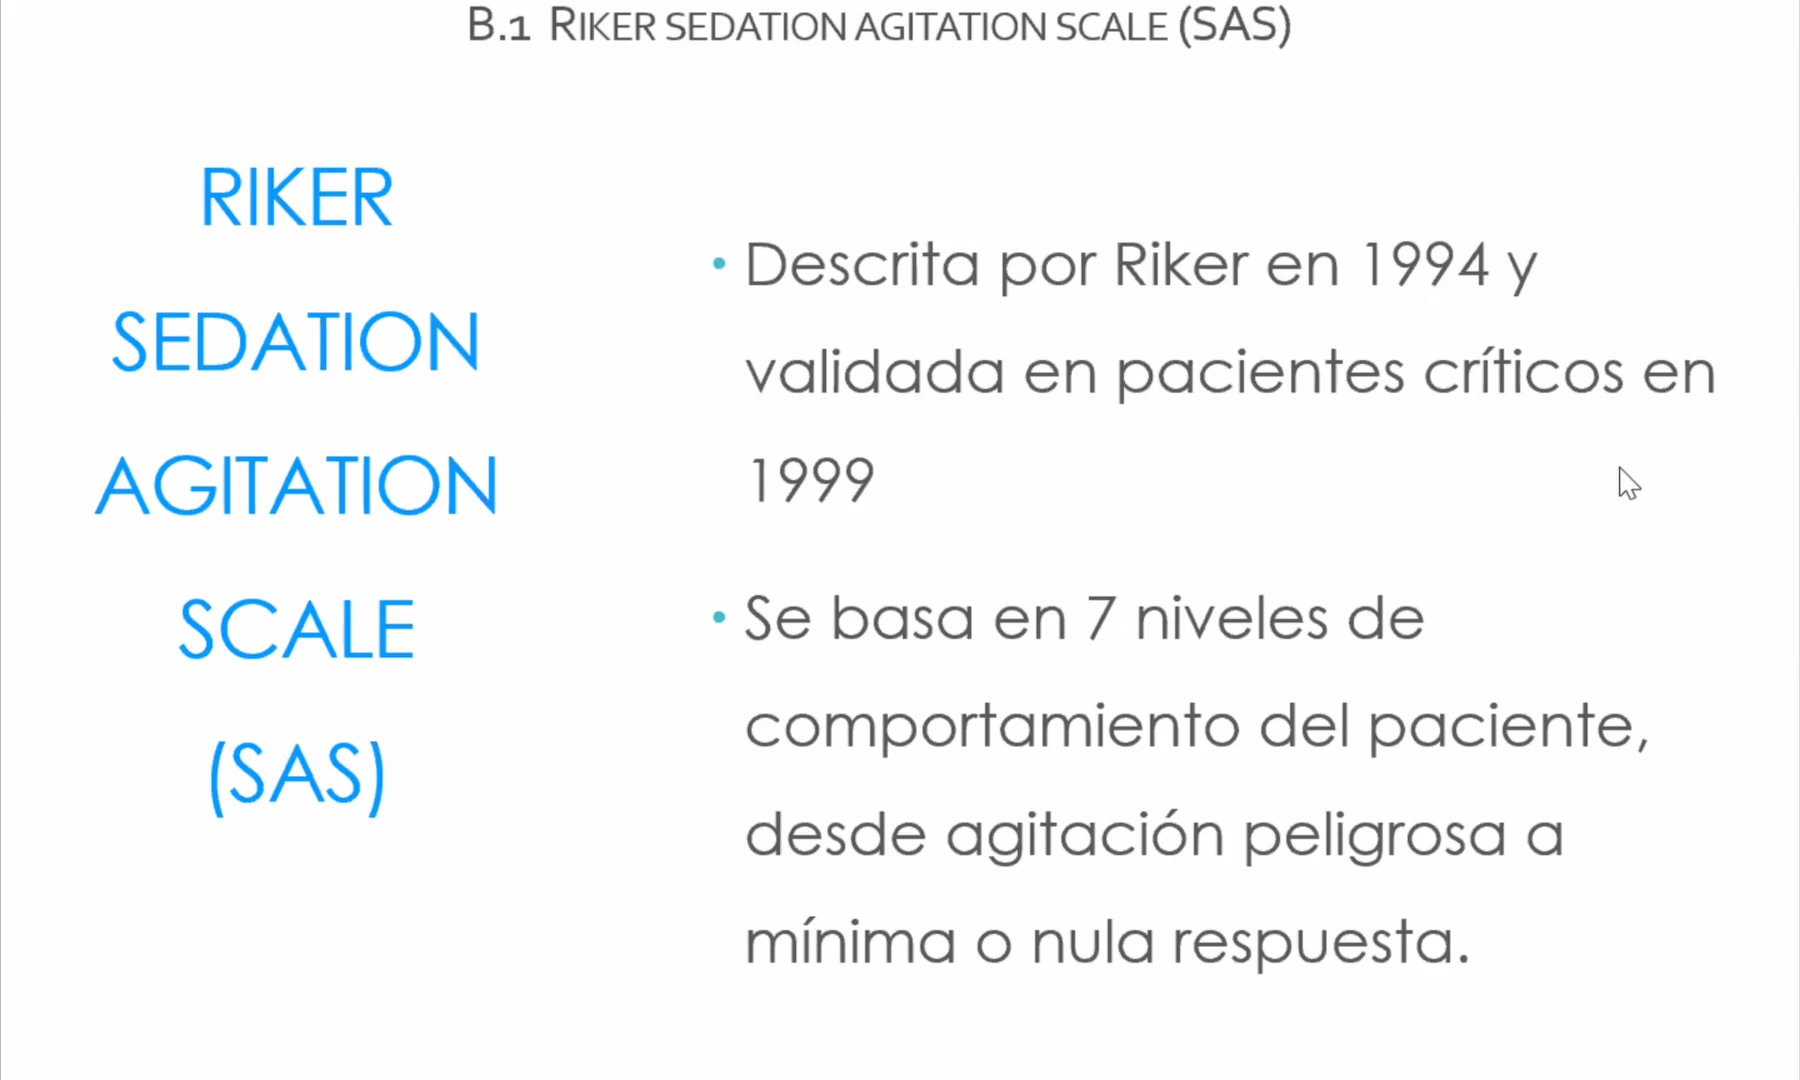 B.1 RIKER SEDATION AGITATION SCALE (SAS)
RIKER
SEDATION
AGITATION
SCALE
(SAS)
• Descrita por Riker en 1994 y
validada en pacientes críticos en
1999
• Se basa en 7 niveles de
comportamiento del paciente,
desde agitación peligrosa a
mínima o nula respuesta.